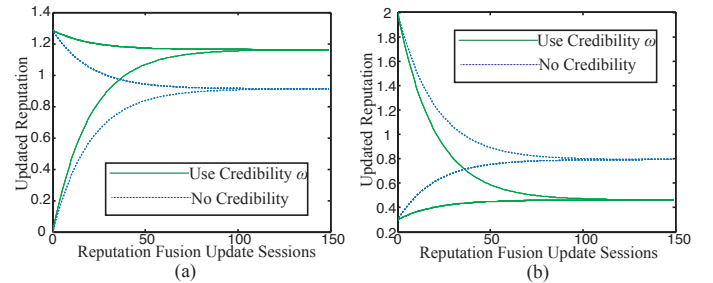 1.4
1.2
1
0.8
0.6
0.4
0.2
0
Updated Reputation
Use Credibility ω
No Credibility
0 50 100 150
Reputation Fusion Update Sessions
(a)
2
1.8
1.6
1.4
1.2
1
0.8
0.6
0.4
0.2
Updated Reputation
Use Credibility ω
No Credibility
0 50 100 150
Reputation Fusion Update Sessions
(b)